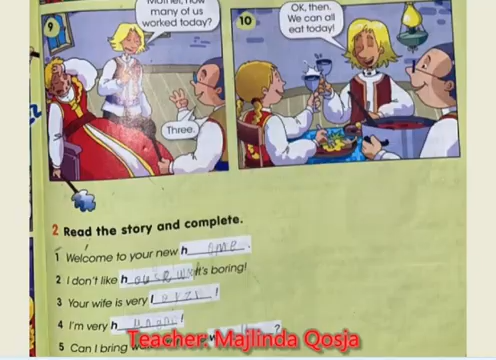 9
many of us
worked today?
Three.
10
OK, then.
We can all
eat today!
2 Read the story and complete.
1 Welcome to your new home.
2 I don't like h It's boring!
3 Your wife is very l !
4 I'm very h !
5 Can I bring ?
Teacher: Majlinda Qosja